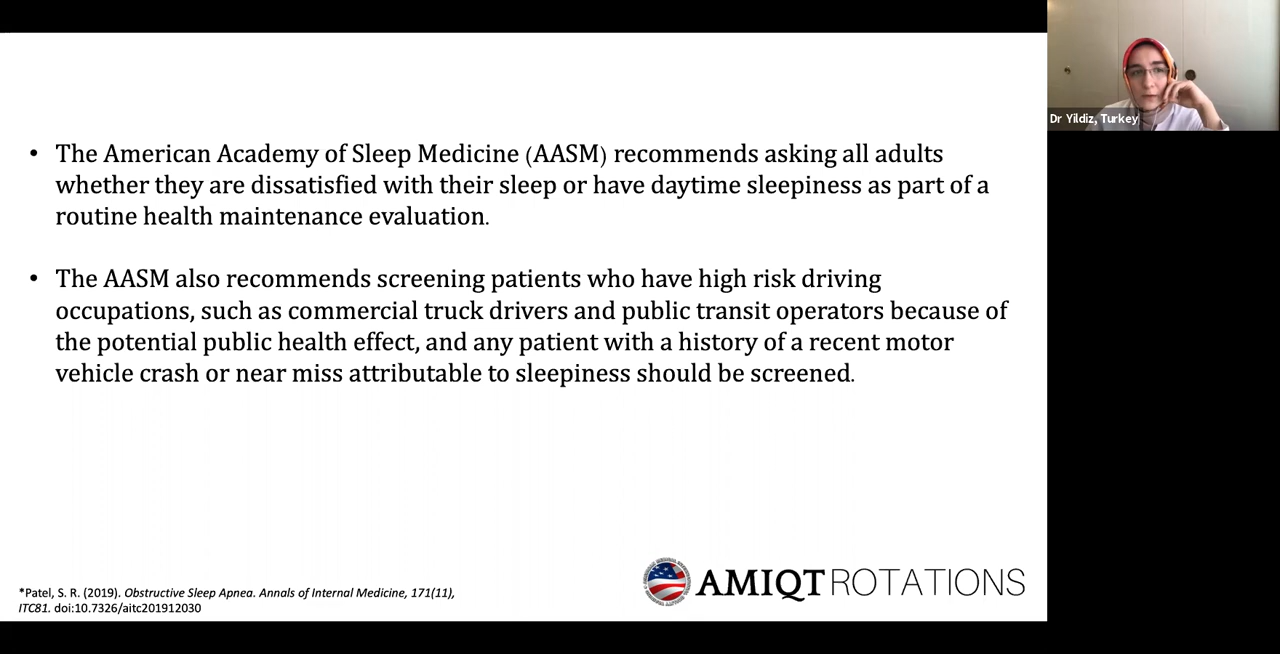 • The American Academy of Sleep Medicine (AASM) recommends asking all adults
whether they are dissatisfied with their sleep or have daytime sleepiness as part of a
routine health maintenance evaluation.
• The AASM also recommends screening patients who have high risk driving
occupations, such as commercial truck drivers and public transit operators because of
the potential public health effect, and any patient with a history of a recent motor
vehicle crash or near miss attributable to sleepiness should be screened.
*Patel, S. R. (2019). Obstructive Sleep Apnea. Annals of Internal Medicine, 171(11),
ITC81. doi:10.7326/aitc201912030
AMIQT ROTATIONS
Dr Yildiz, Turkey